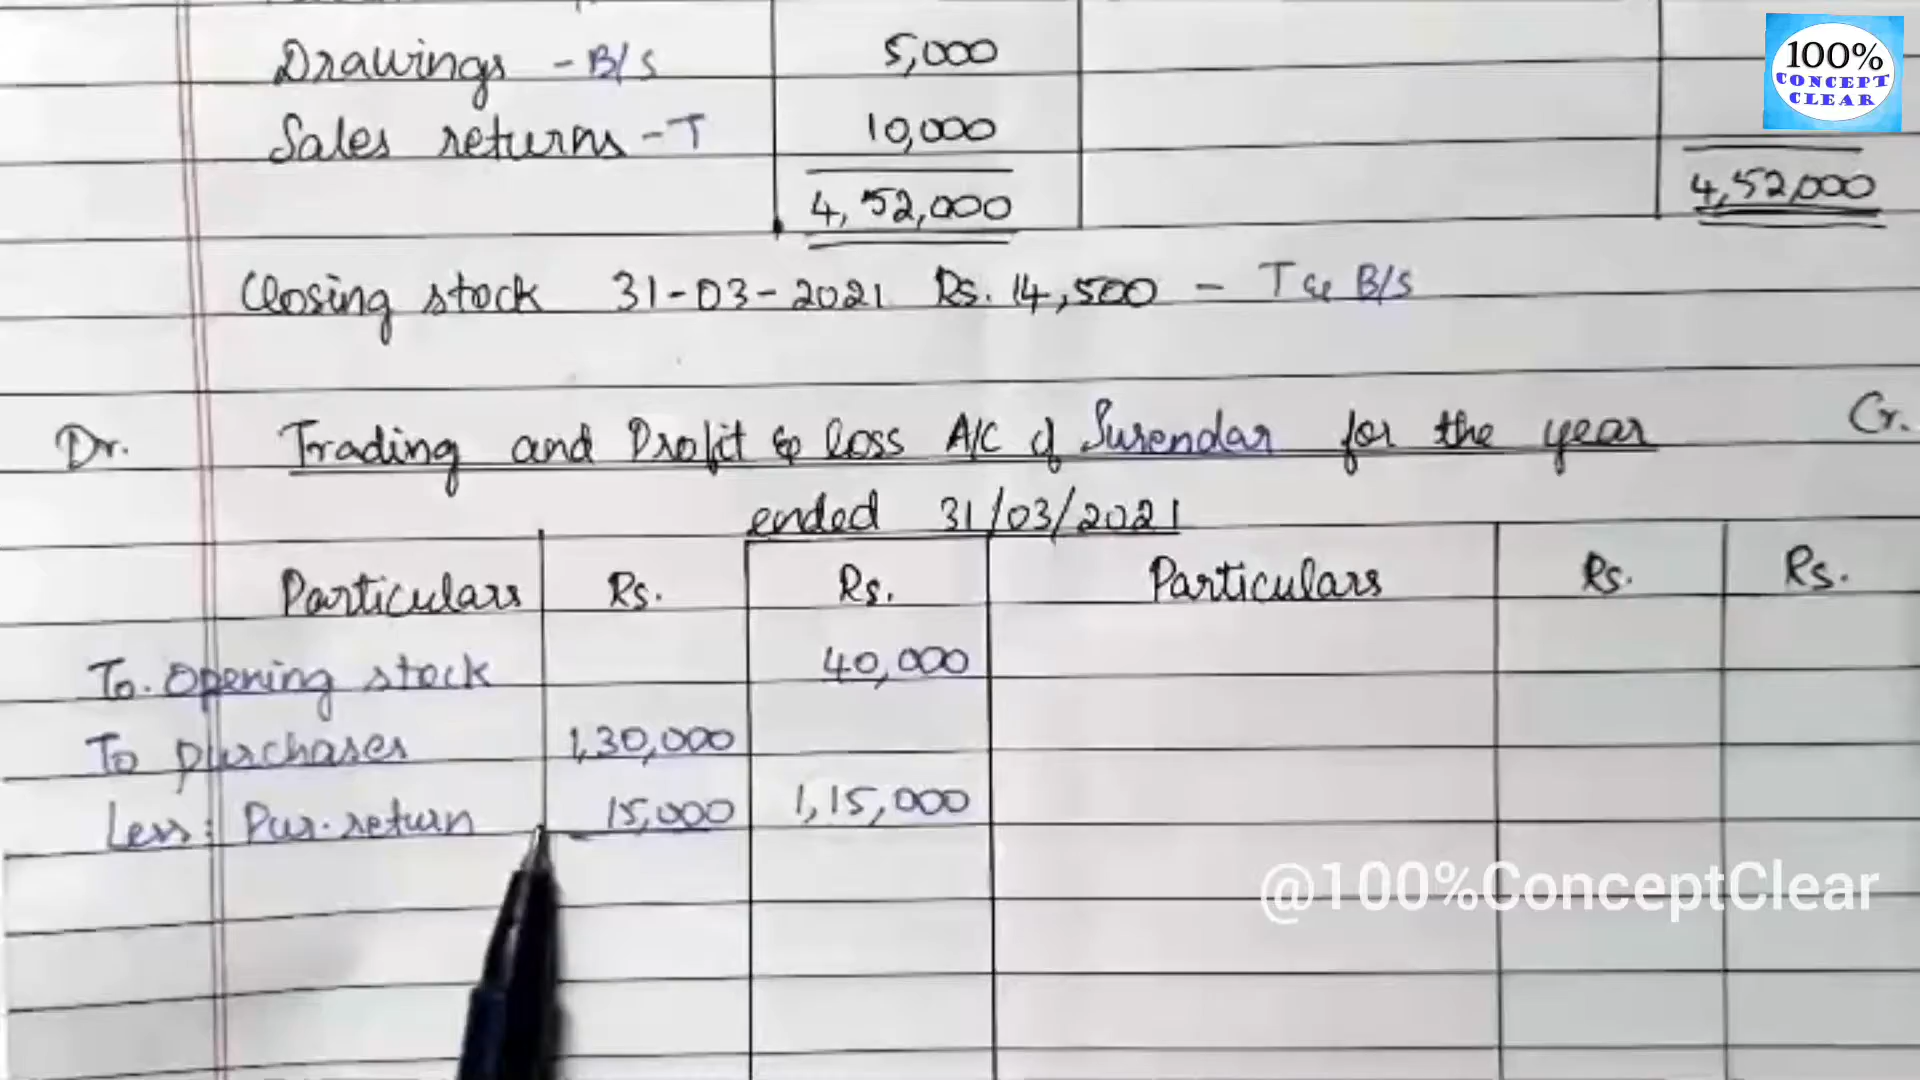 Drawings - B/S 5,000
Sales returns - T 10,000
4,52,000 4,52,000
Closing stock 31-03-2021 Rs. 14,500 - T & B/S
Dr. Trading and Profit & loss A/C of Surendar for the year Cr.
ended 31/03/2021
Particulars Rs. Rs. Particulars Rs. Rs.
To. Opening stock 40,000
To purchases 1,30,000
Less: Pur. return 15,000 1,15,000
100%
CONCEPT
CLEAR
@100%ConceptClear